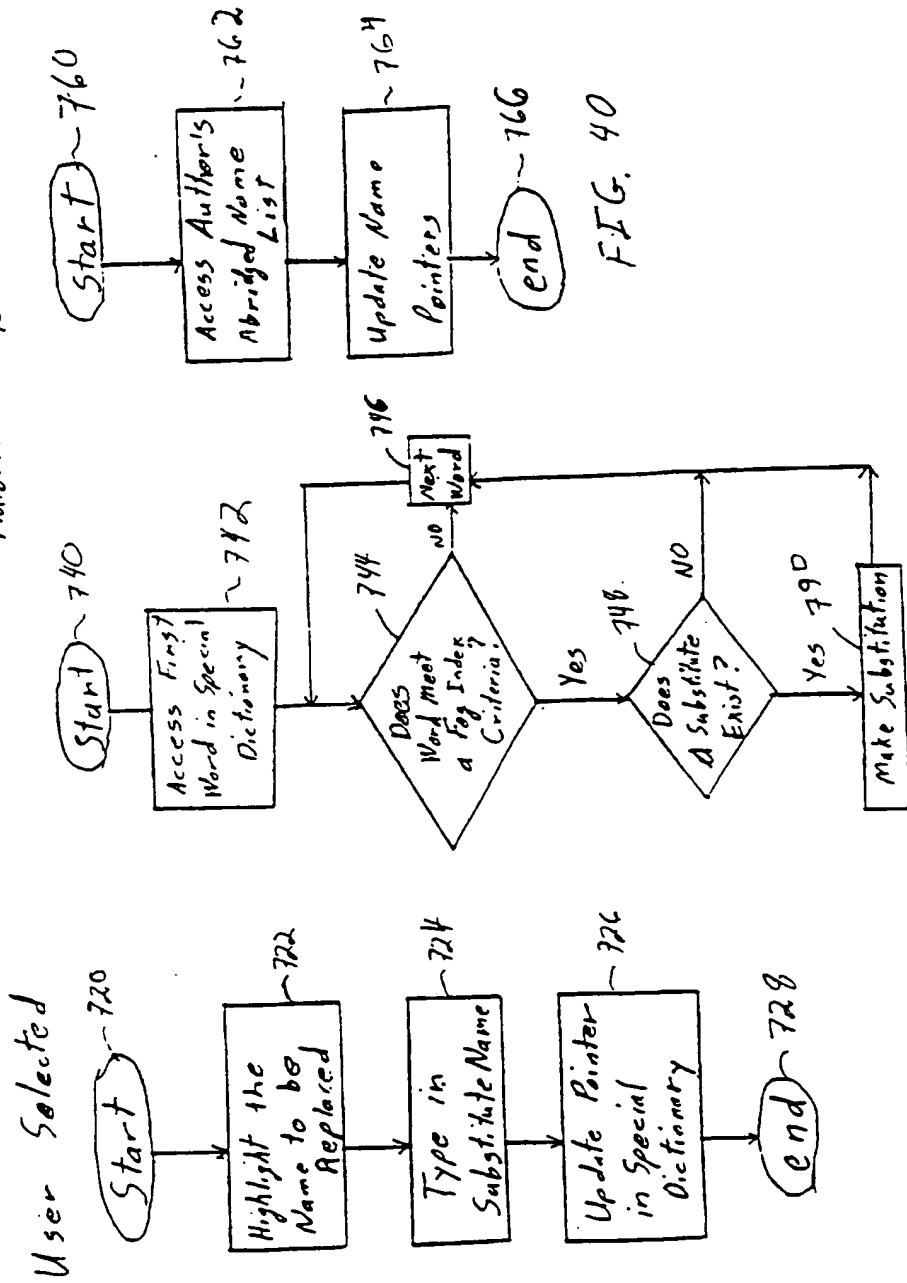 User Selected
Start
720
Highlight the
Name to be
Replaced
722
Type in
Substitute Name
724
Update Pointer
in Special
Dictionary
726
end
728
Start
740
Access First
Word in Special
Dictionary
742
Does
Word meet
a Fog Index
Criteria?
744
NO
Next
Word
746
Yes
Does
a Substitute
Exist?
748
NO
Yes
Make Substitution
790
Start
760
Access Author's
Abridged Name
List
762
Update Name
Pointers
764
end
766
FIG. 40